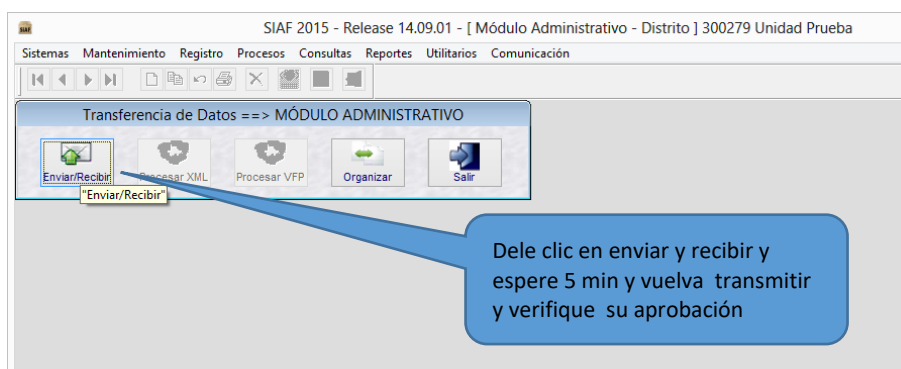 SIAF 2015 - Release 14.09.01 - [ Módulo Administrativo - Distrito ] 300279 Unidad Prueba
Sistemas Mantenimiento Registro Procesos Consultas Reportes Utilitarios Comunicación
Transferencia de Datos ==> MÓDULO ADMINISTRATIVO
Enviar/Recibir Procesar XML Procesar VFP Organizar Salir
"Enviar/Recibir"
Dele clic en enviar y recibir y
espere 5 min y vuelva transmitir
y verifique su aprobación